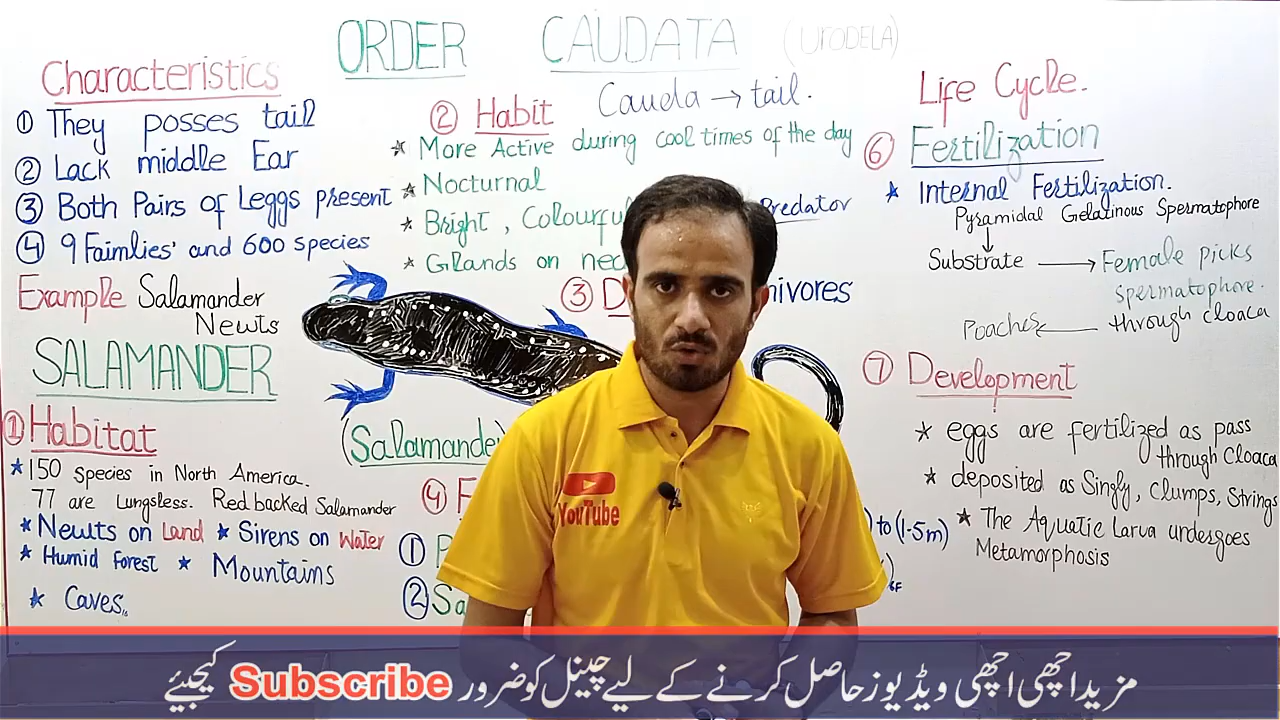 ORDER CAUDATA (URODELA)
Cauda → tail.
Characteristics
① They posses tail
② Lack middle Ear
③ Both Pairs of Leggs present
④ 9 Faimlies' and 600 species
Example Salamander
Newts
SALAMANDER
① Habitat
* 150 species in North America.
77 are Lungsless. Red backed Salamander
* Newts on Land * Sirens on Water
* Humid Forest * Mountains
* Caves
② Habit
* More Active during cool times of the day
* Nocturnal
* Bright, Colourfu
Predator
* Glands on nec
③ D
nivores
(Salamander
④ F
①
② Sa
) to (1-5m)
Life Cycle.
⑥ Fertilization
* Internal Fertilization.
Pyramidal Gelatinous Spermatophore
↓
Substrate → Female picks
spermatophore.
Poaches ← through cloaca
⑦ Development
* eggs are fertilized as pass
through Cloaca
* deposited as Singly, Clumps, Strings
* The Aquatic Larva undergoes
Metamorphosis
YouTube
مزید اچھی اچھی ویڈیوز حاصل کرنے کے لیے چینل کو ضرور Subscribe کیجیئے